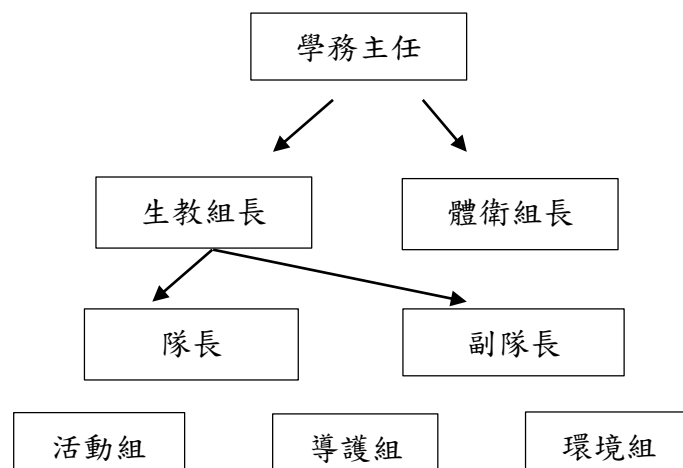 學務主任
生教組長
體衛組長
隊長
副隊長
活動組
導護組
環境組